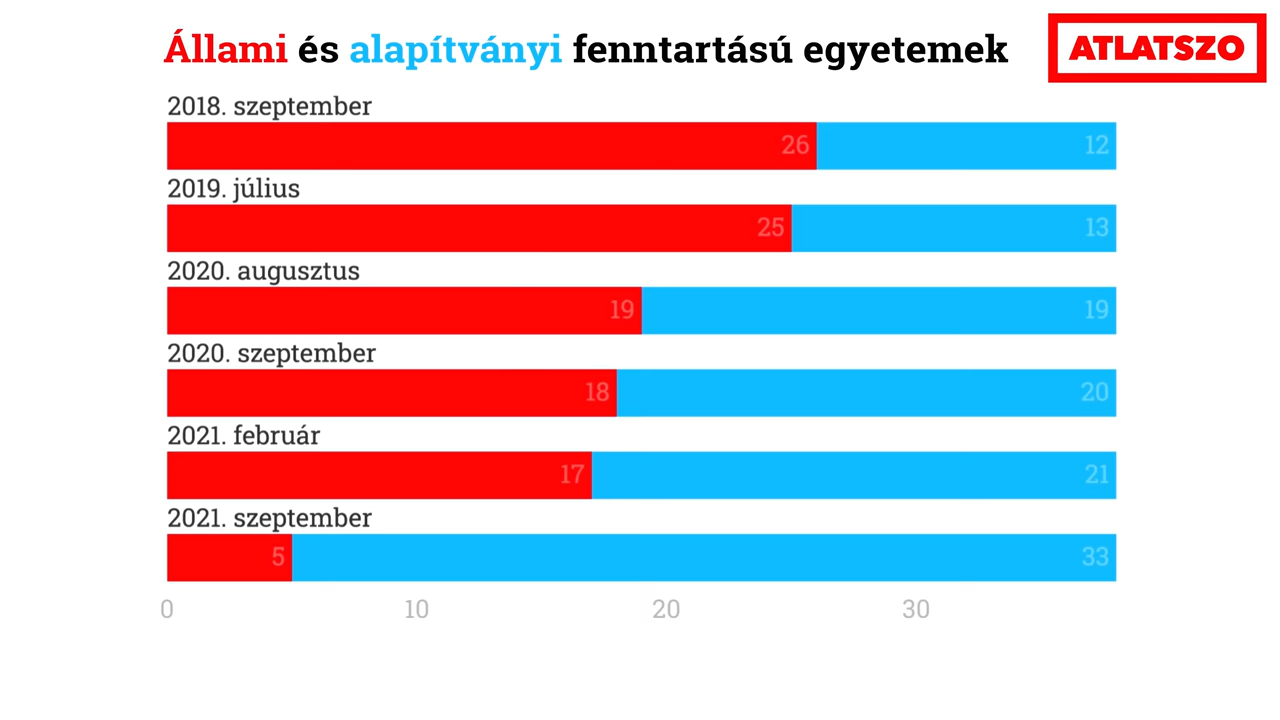 Állami és alapítványi fenntartású egyetemek
ATLATSZO
2018. szeptember
26 12
2019. július
25 13
2020. augusztus
19 19
2020. szeptember
18 20
2021. február
17 21
2021. szeptember
5 33
0 10 20 30